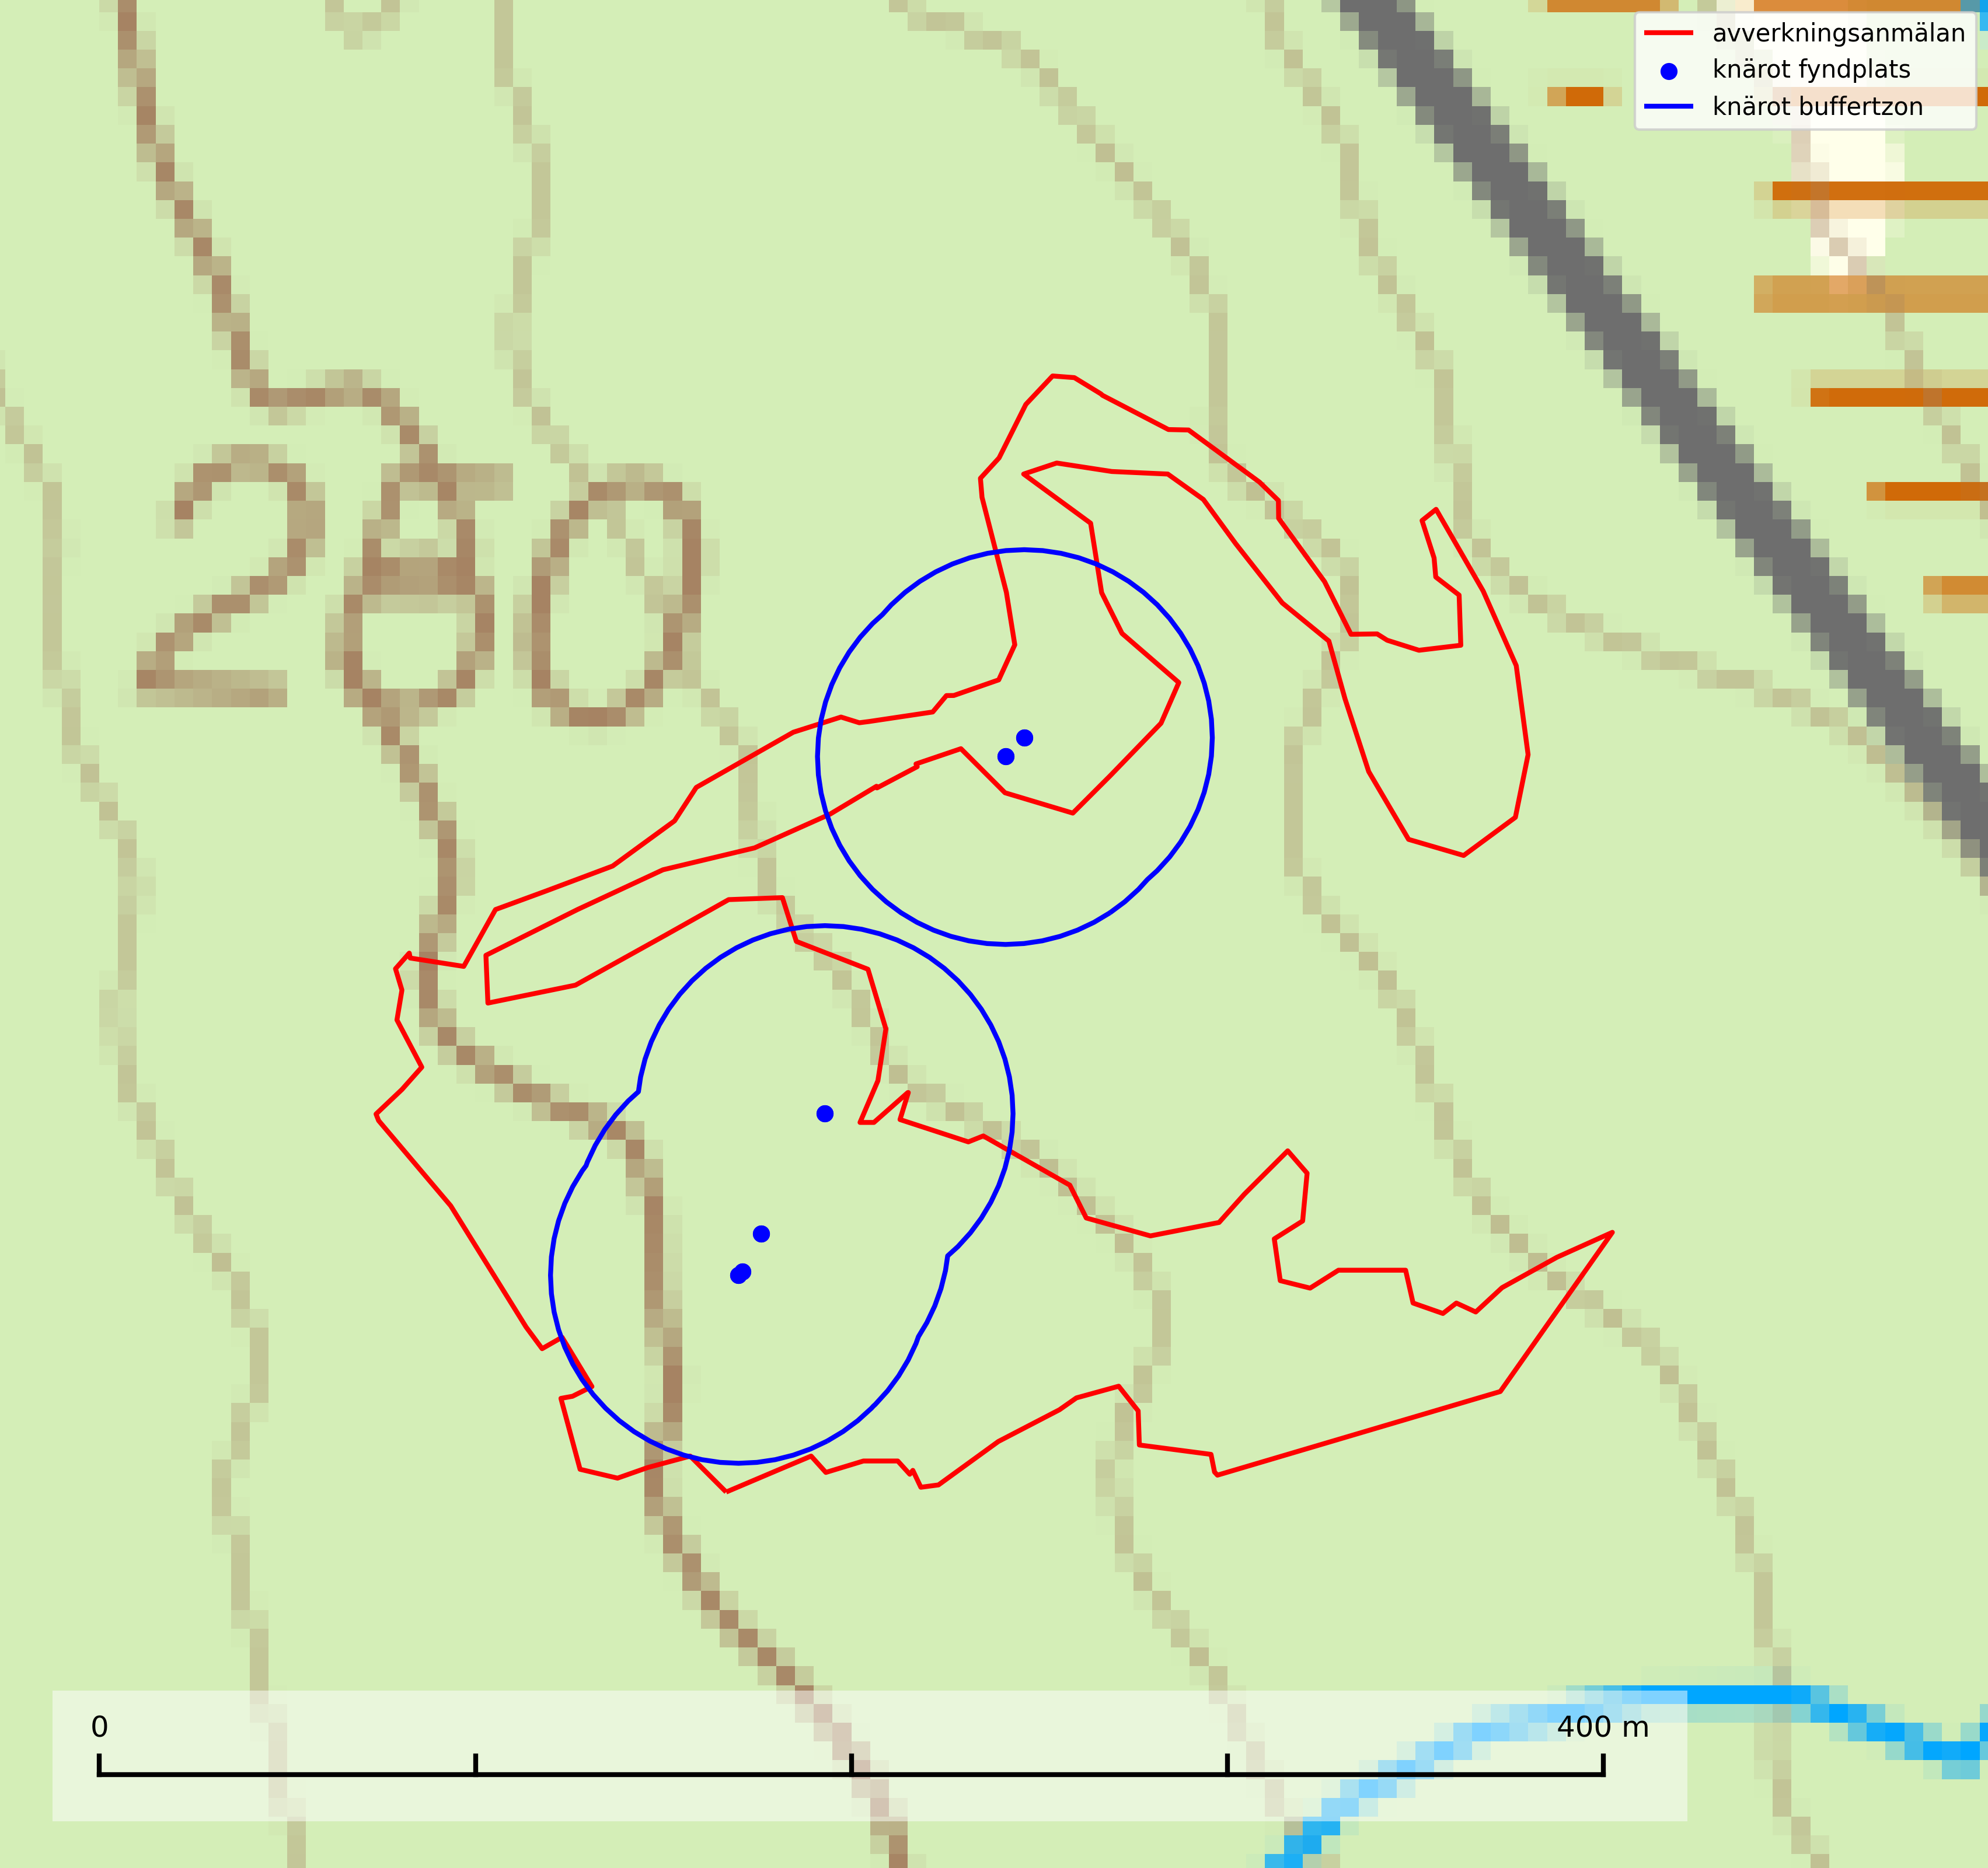 avverkningsanmälan
knärot fyndplats
knärot buffertzon
280
0
400 m